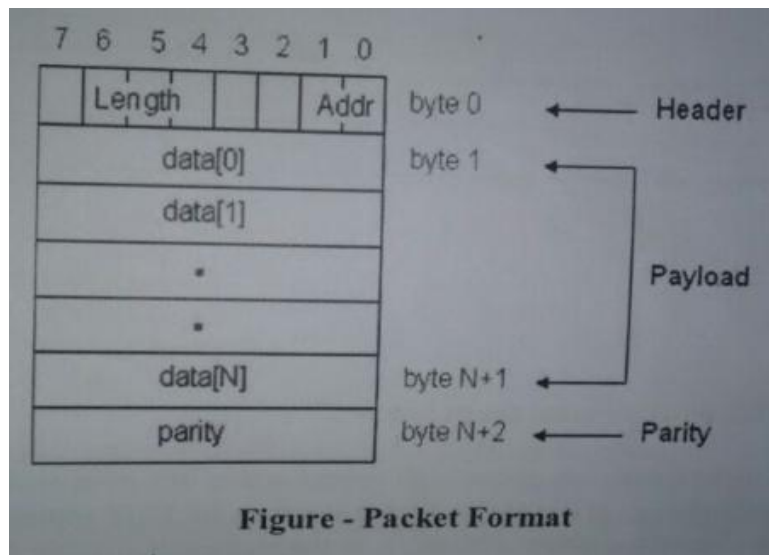 7 6 5 4 3 2 1 0
Length Addr byte 0 Header
data[0] byte 1
data[1]
Payload
data[N] byte N+1
parity byte N+2 Parity
Figure - Packet Format